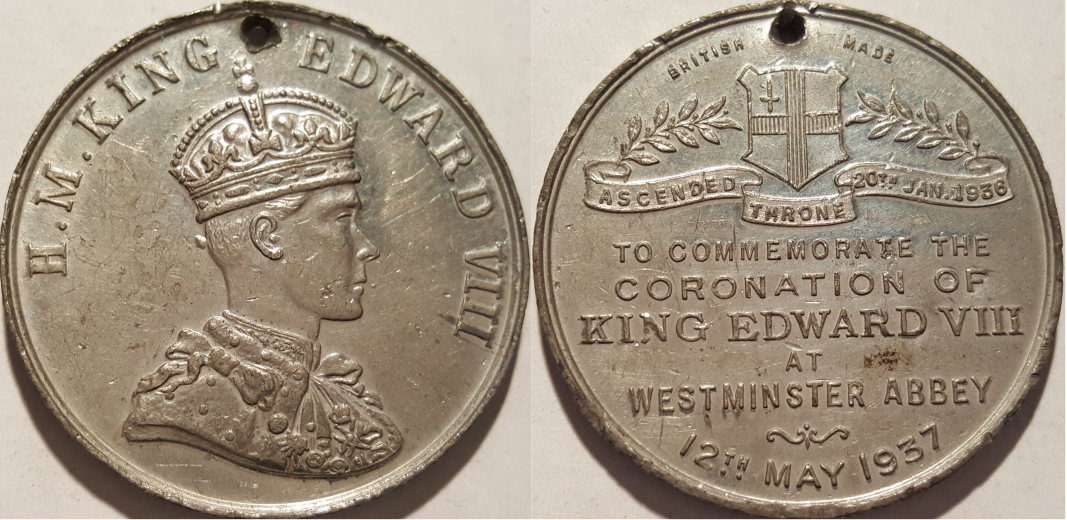 H.M.KING EDWARD VIII
BRITISH MADE
ASCENDED THRONE 20TH JAN.1936
TO COMMEMORATE THE
CORONATION OF
KING EDWARD VIII
AT
WESTMINSTER ABBEY
12TH MAY 1937